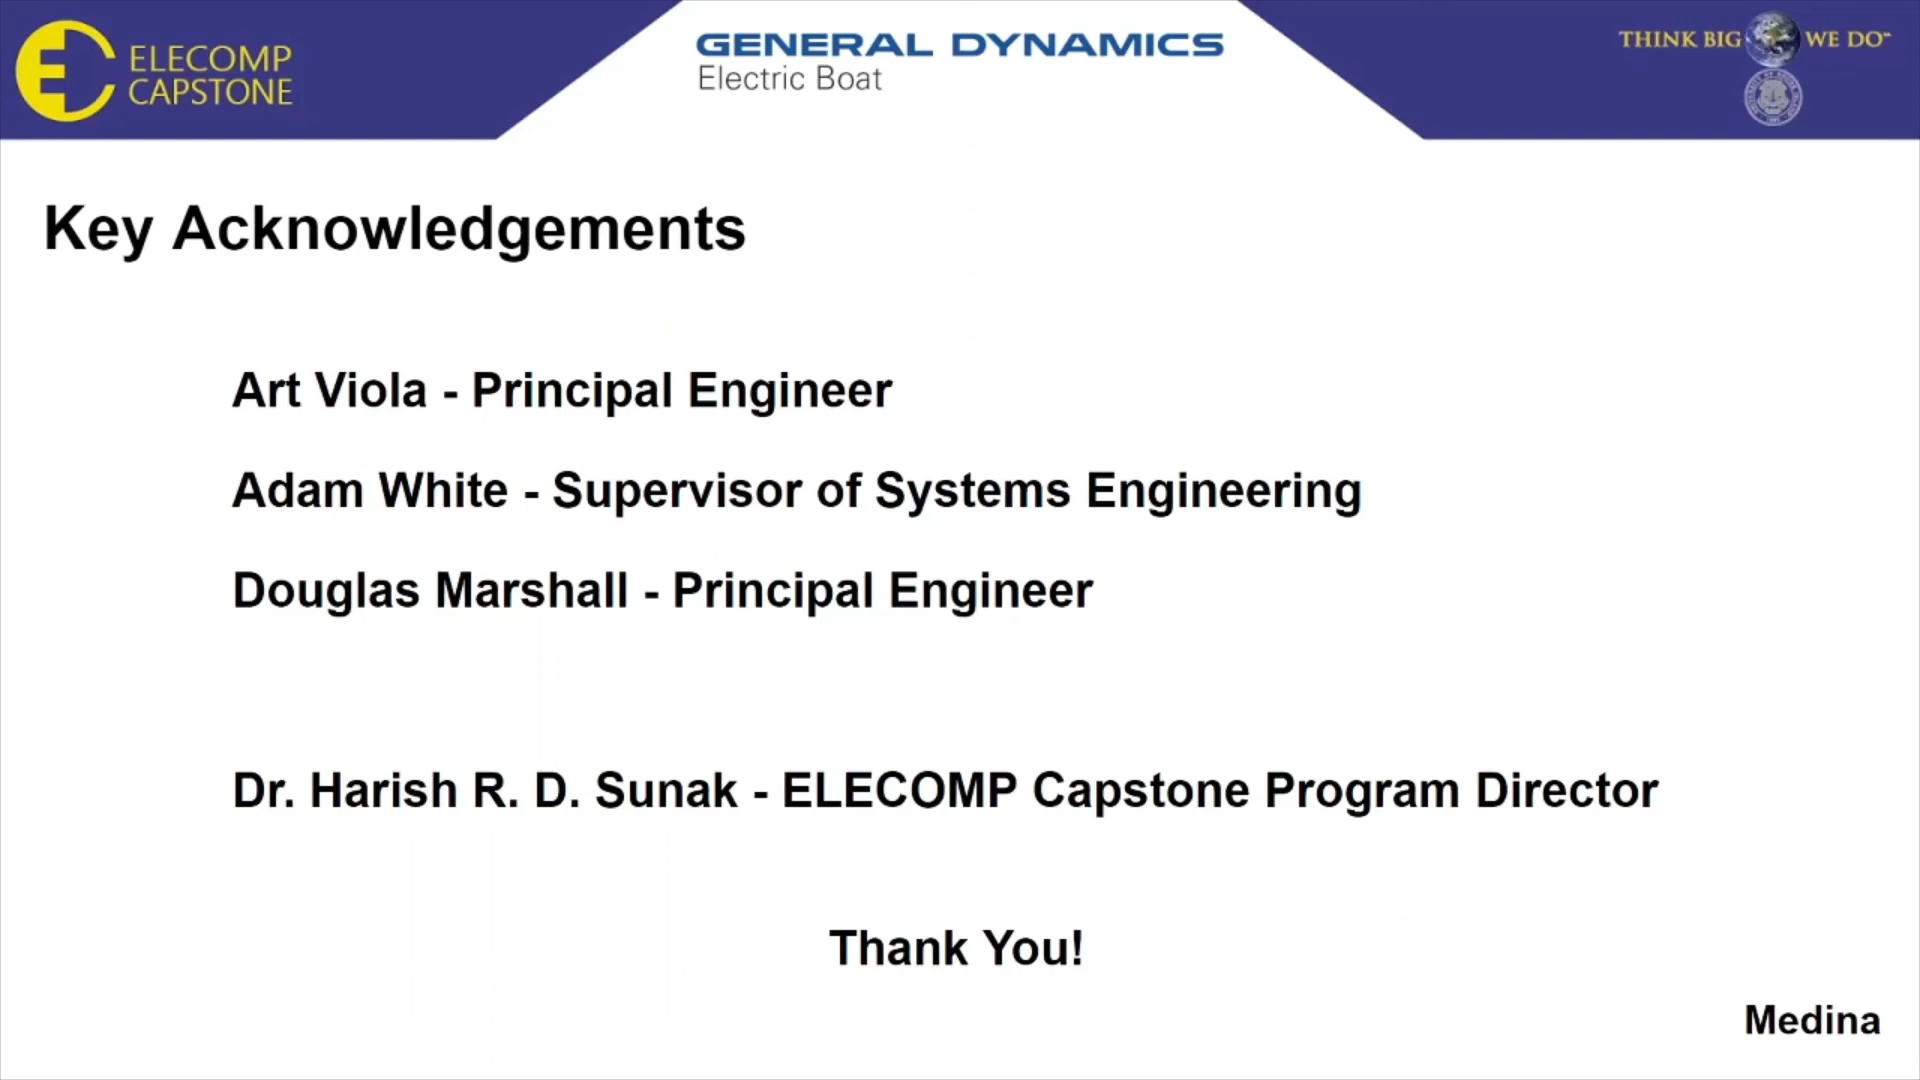 ELECOMP
CAPSTONE
GENERAL DYNAMICS
Electric Boat
THINK BIG WE DO℠
Key Acknowledgements
Art Viola - Principal Engineer
Adam White - Supervisor of Systems Engineering
Douglas Marshall - Principal Engineer
Dr. Harish R. D. Sunak - ELECOMP Capstone Program Director
Thank You!
Medina